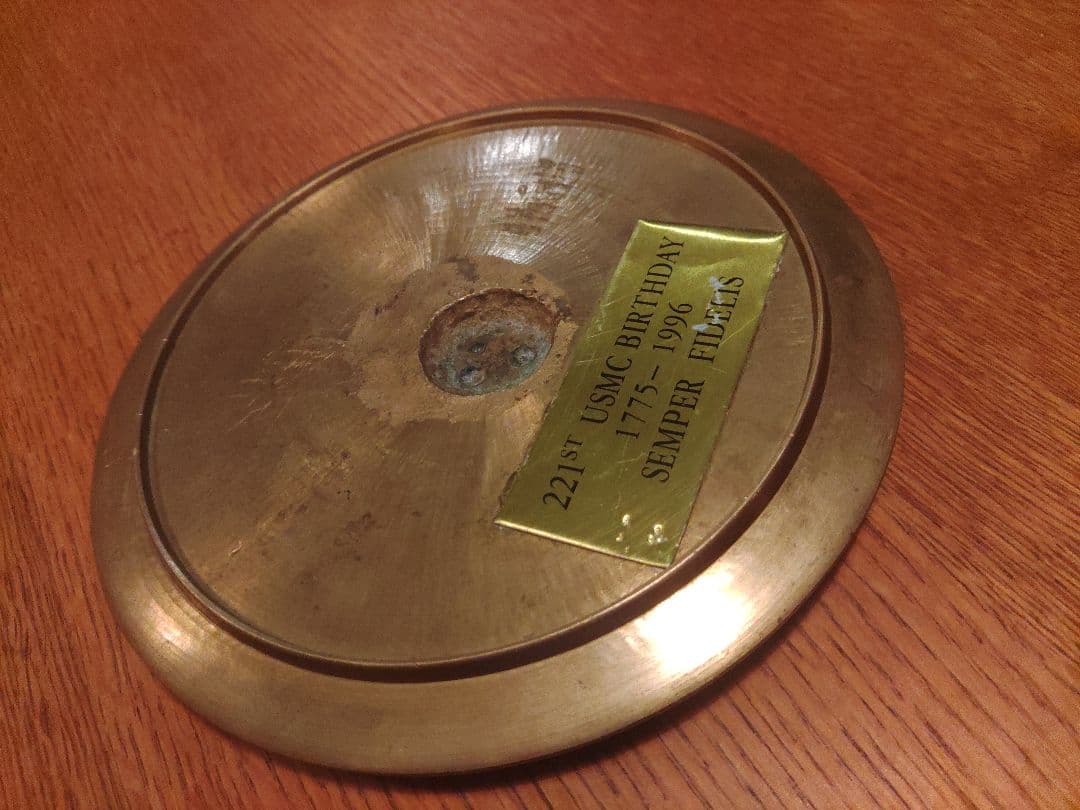 221ST USMC BIRTHDAY
1775- 1996
SEMPER FIDELIS